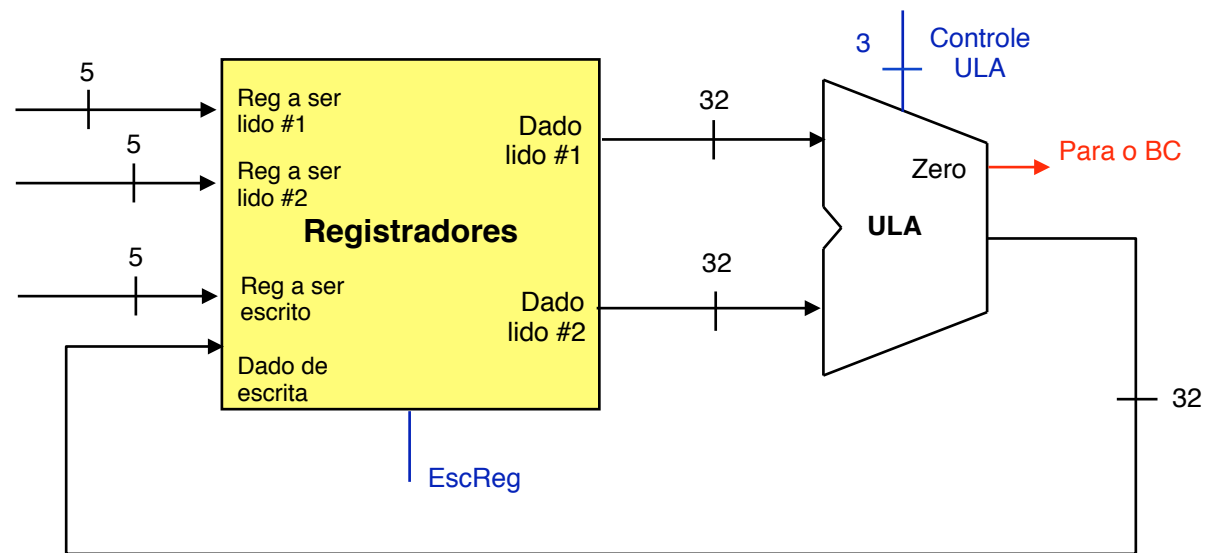 3
Controle
ULA
5
Reg a ser
lido #1
Dado
lido #1
32
5
Reg a ser
lido #2
Zero
Para o BC
Registradores
ULA
5
Reg a ser
escrito
Dado
lido #2
32
Dado de
escrita
32
EscReg